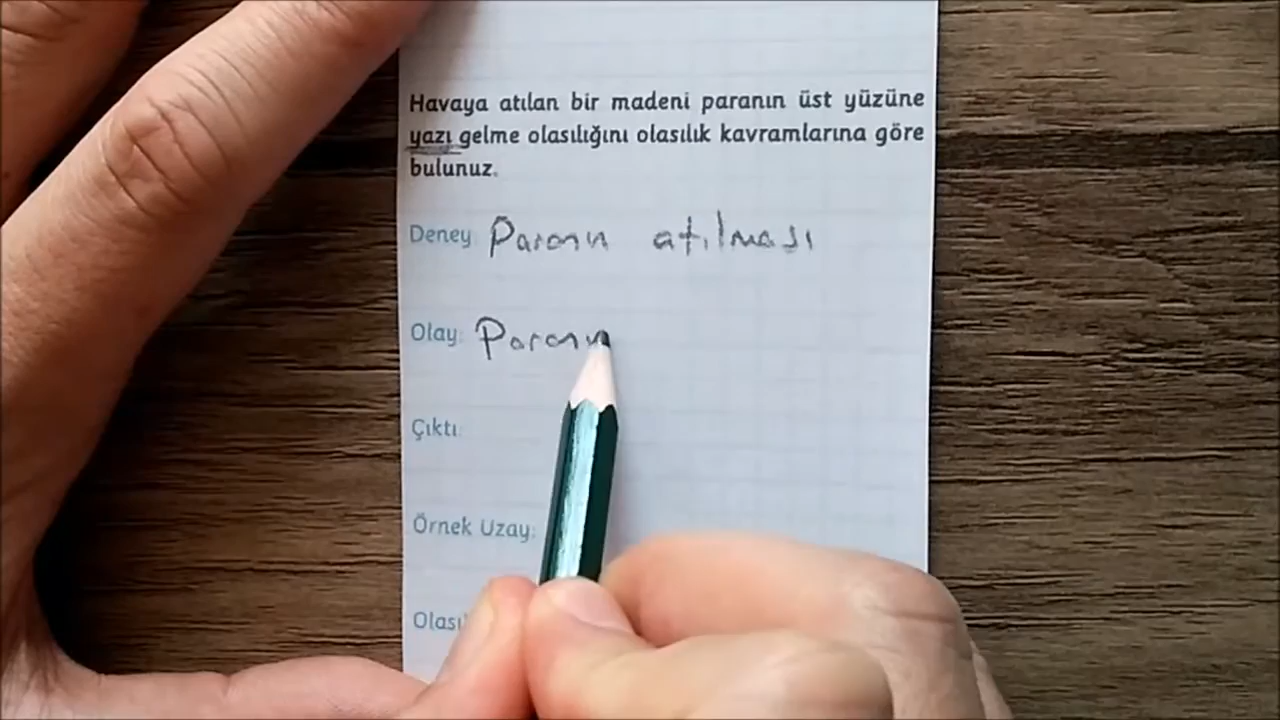 Havaya atılan bir madeni paranın üst yüzüne
yazı gelme olasılığını olasılık kavramlarına göre
bulunuz.
Deney: Paranın atılması
Olay: Paranın
Çıktı:
Örnek Uzay: